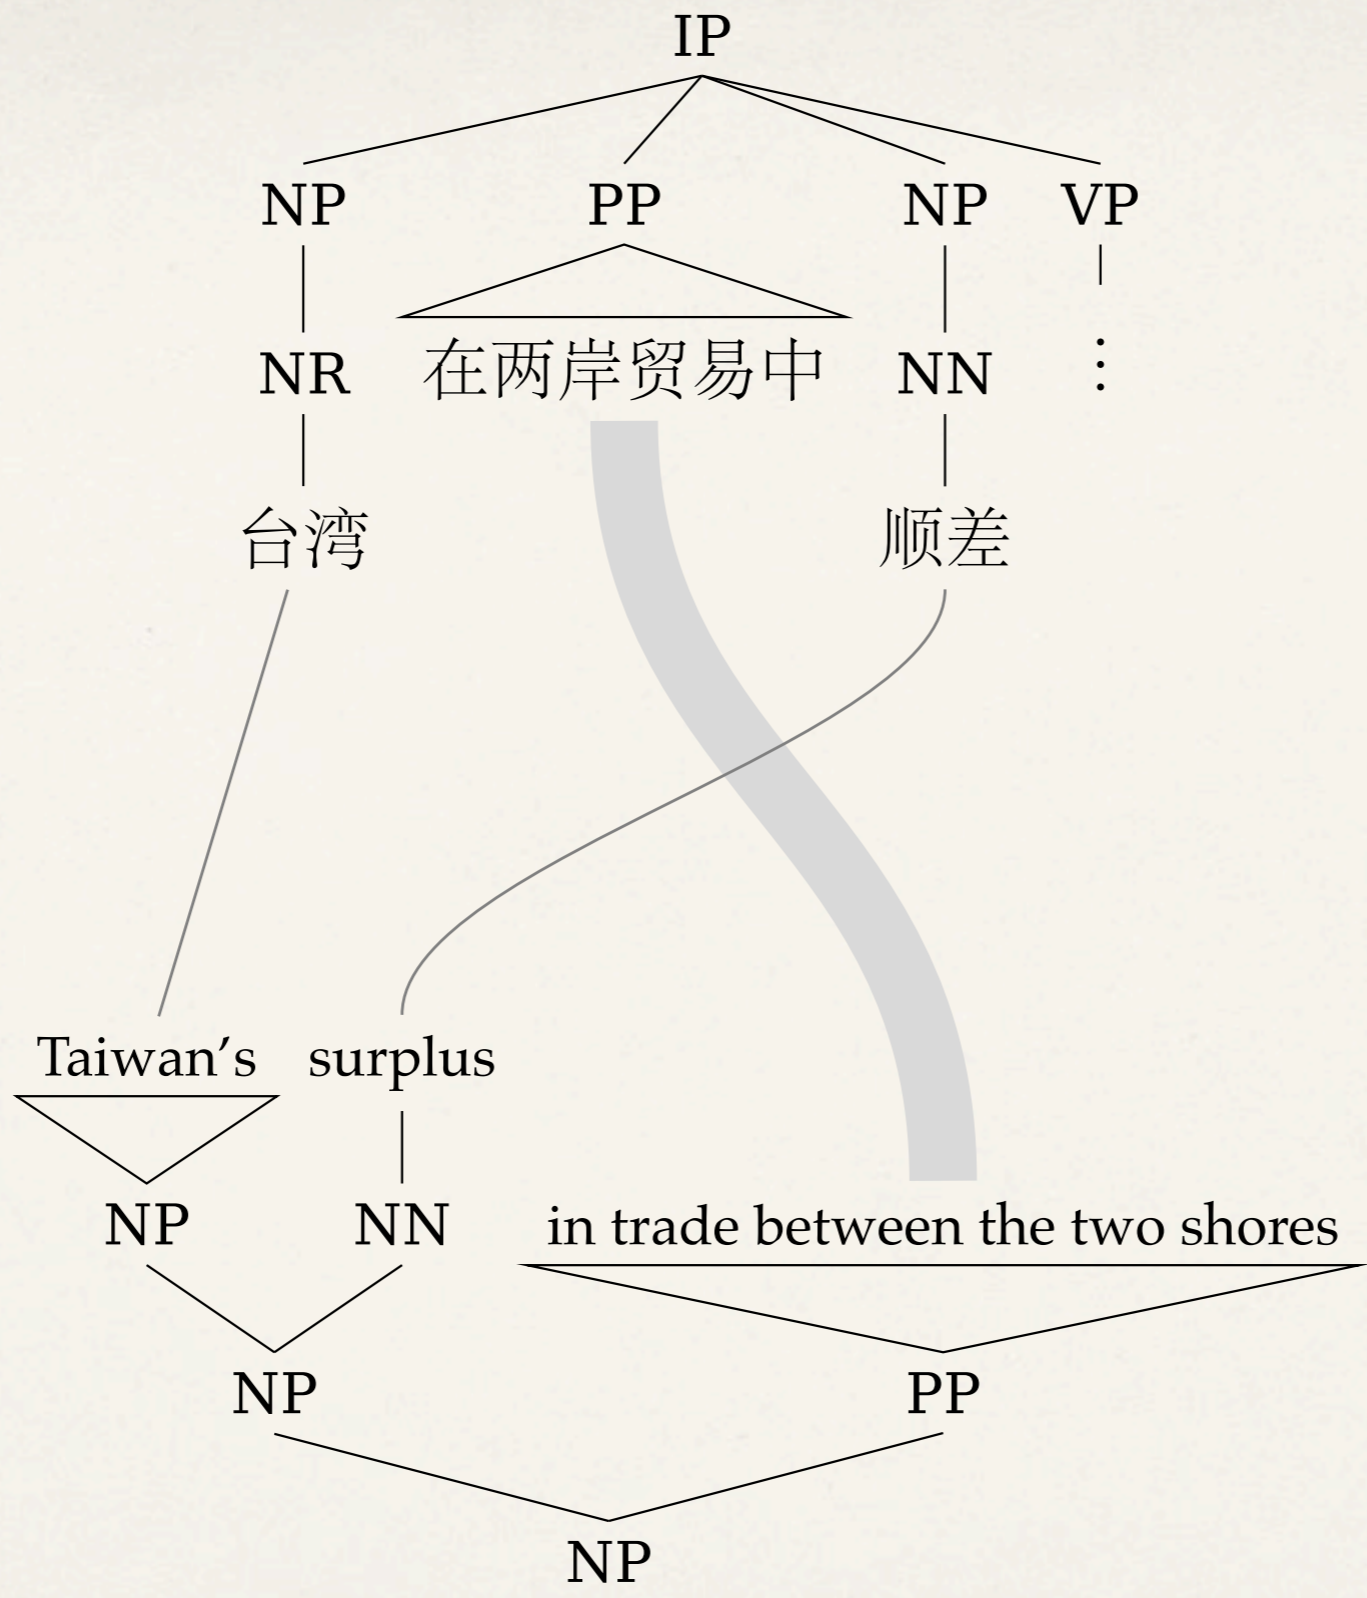 IP
NP PP NP VP
NR 在两岸贸易中 NN ⋮
台湾 顺差
Taiwan’s surplus
NP NN in trade between the two shores
NP PP
NP